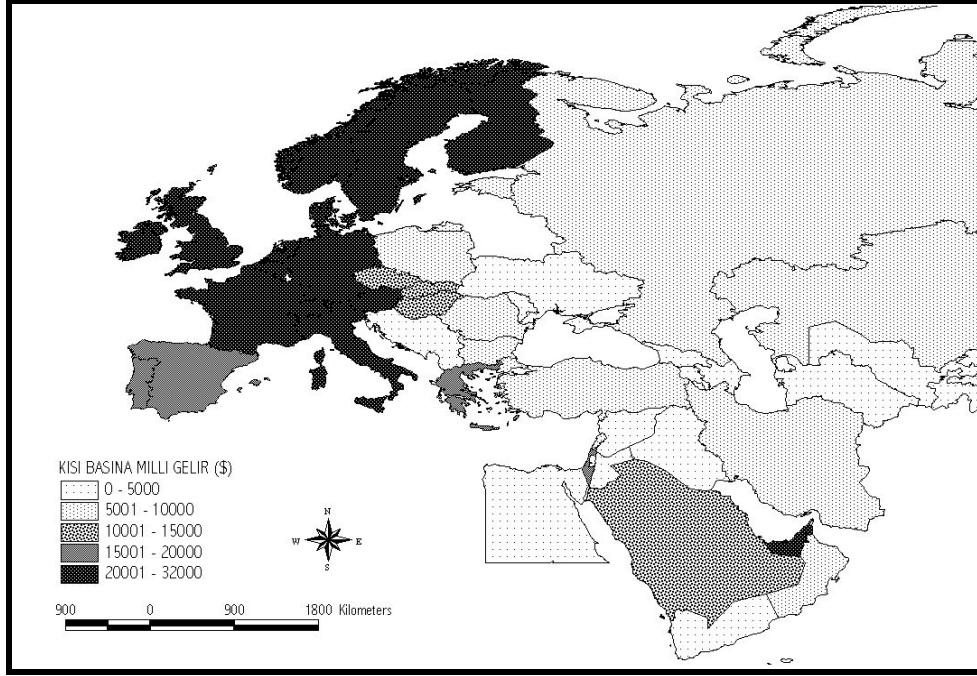 KISI BASINA MILLI GELIR ($)
0 - 5000
5001 - 10000
10001 - 15000
15001 - 20000
20001 - 32000
N
W E
S
900 0 900 1800 Kilometers